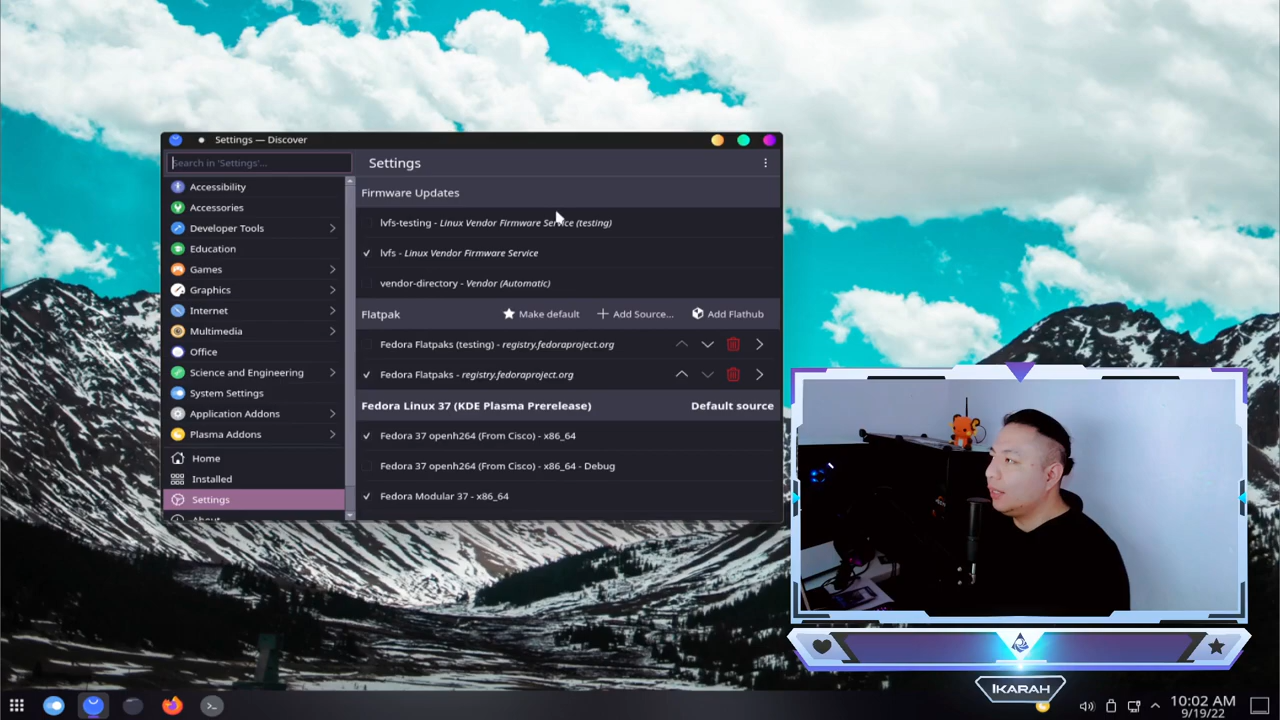 Settings — Discover
Search in 'Settings'...
Accessibility
Accessories
Developer Tools
Education
Games
Graphics
Internet
Multimedia
Office
Science and Engineering
System Settings
Application Addons
Plasma Addons
Home
Installed
Settings
About
Settings
Firmware Updates
lvfs-testing - Linux Vendor Firmware Service (testing)
lvfs - Linux Vendor Firmware Service
vendor-directory - Vendor (Automatic)
Flatpak Make default Add Source... Add Flathub
Fedora Flatpaks (testing) - registry.fedoraproject.org
Fedora Flatpaks - registry.fedoraproject.org
Fedora Linux 37 (KDE Plasma Prerelease) Default source
Fedora 37 openh264 (From Cisco) - x86_64
Fedora 37 openh264 (From Cisco) - x86_64 - Debug
Fedora Modular 37 - x86_64
IKARAH
10:02 AM
9/19/22